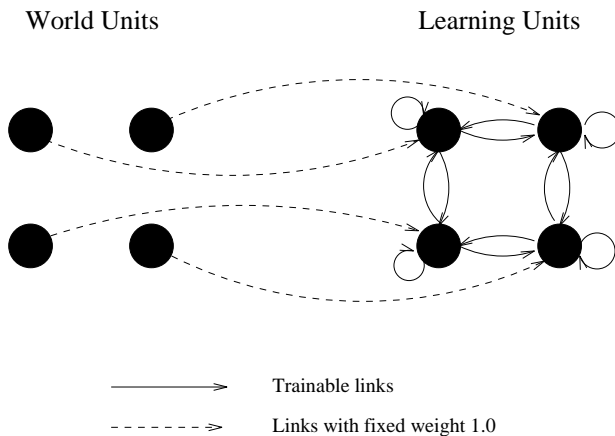 World Units
Learning Units
Trainable links
Links with fixed weight 1.0